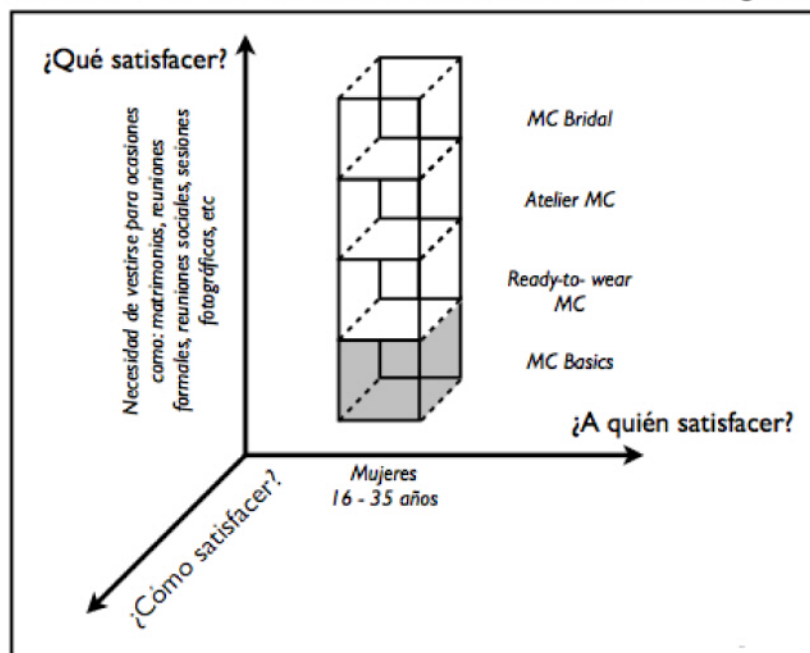 ¿Qué satisfacer?
Necesidad de vestirse para ocasiones
como: matrimonios, reuniones
formales, reuniones sociales, sesiones
fotográficas, etc
MC Bridal
Atelier MC
Ready-to- wear
MC
MC Basics
¿A quién satisfacer?
Mujeres
16 - 35 años
¿Cómo satisfacer?